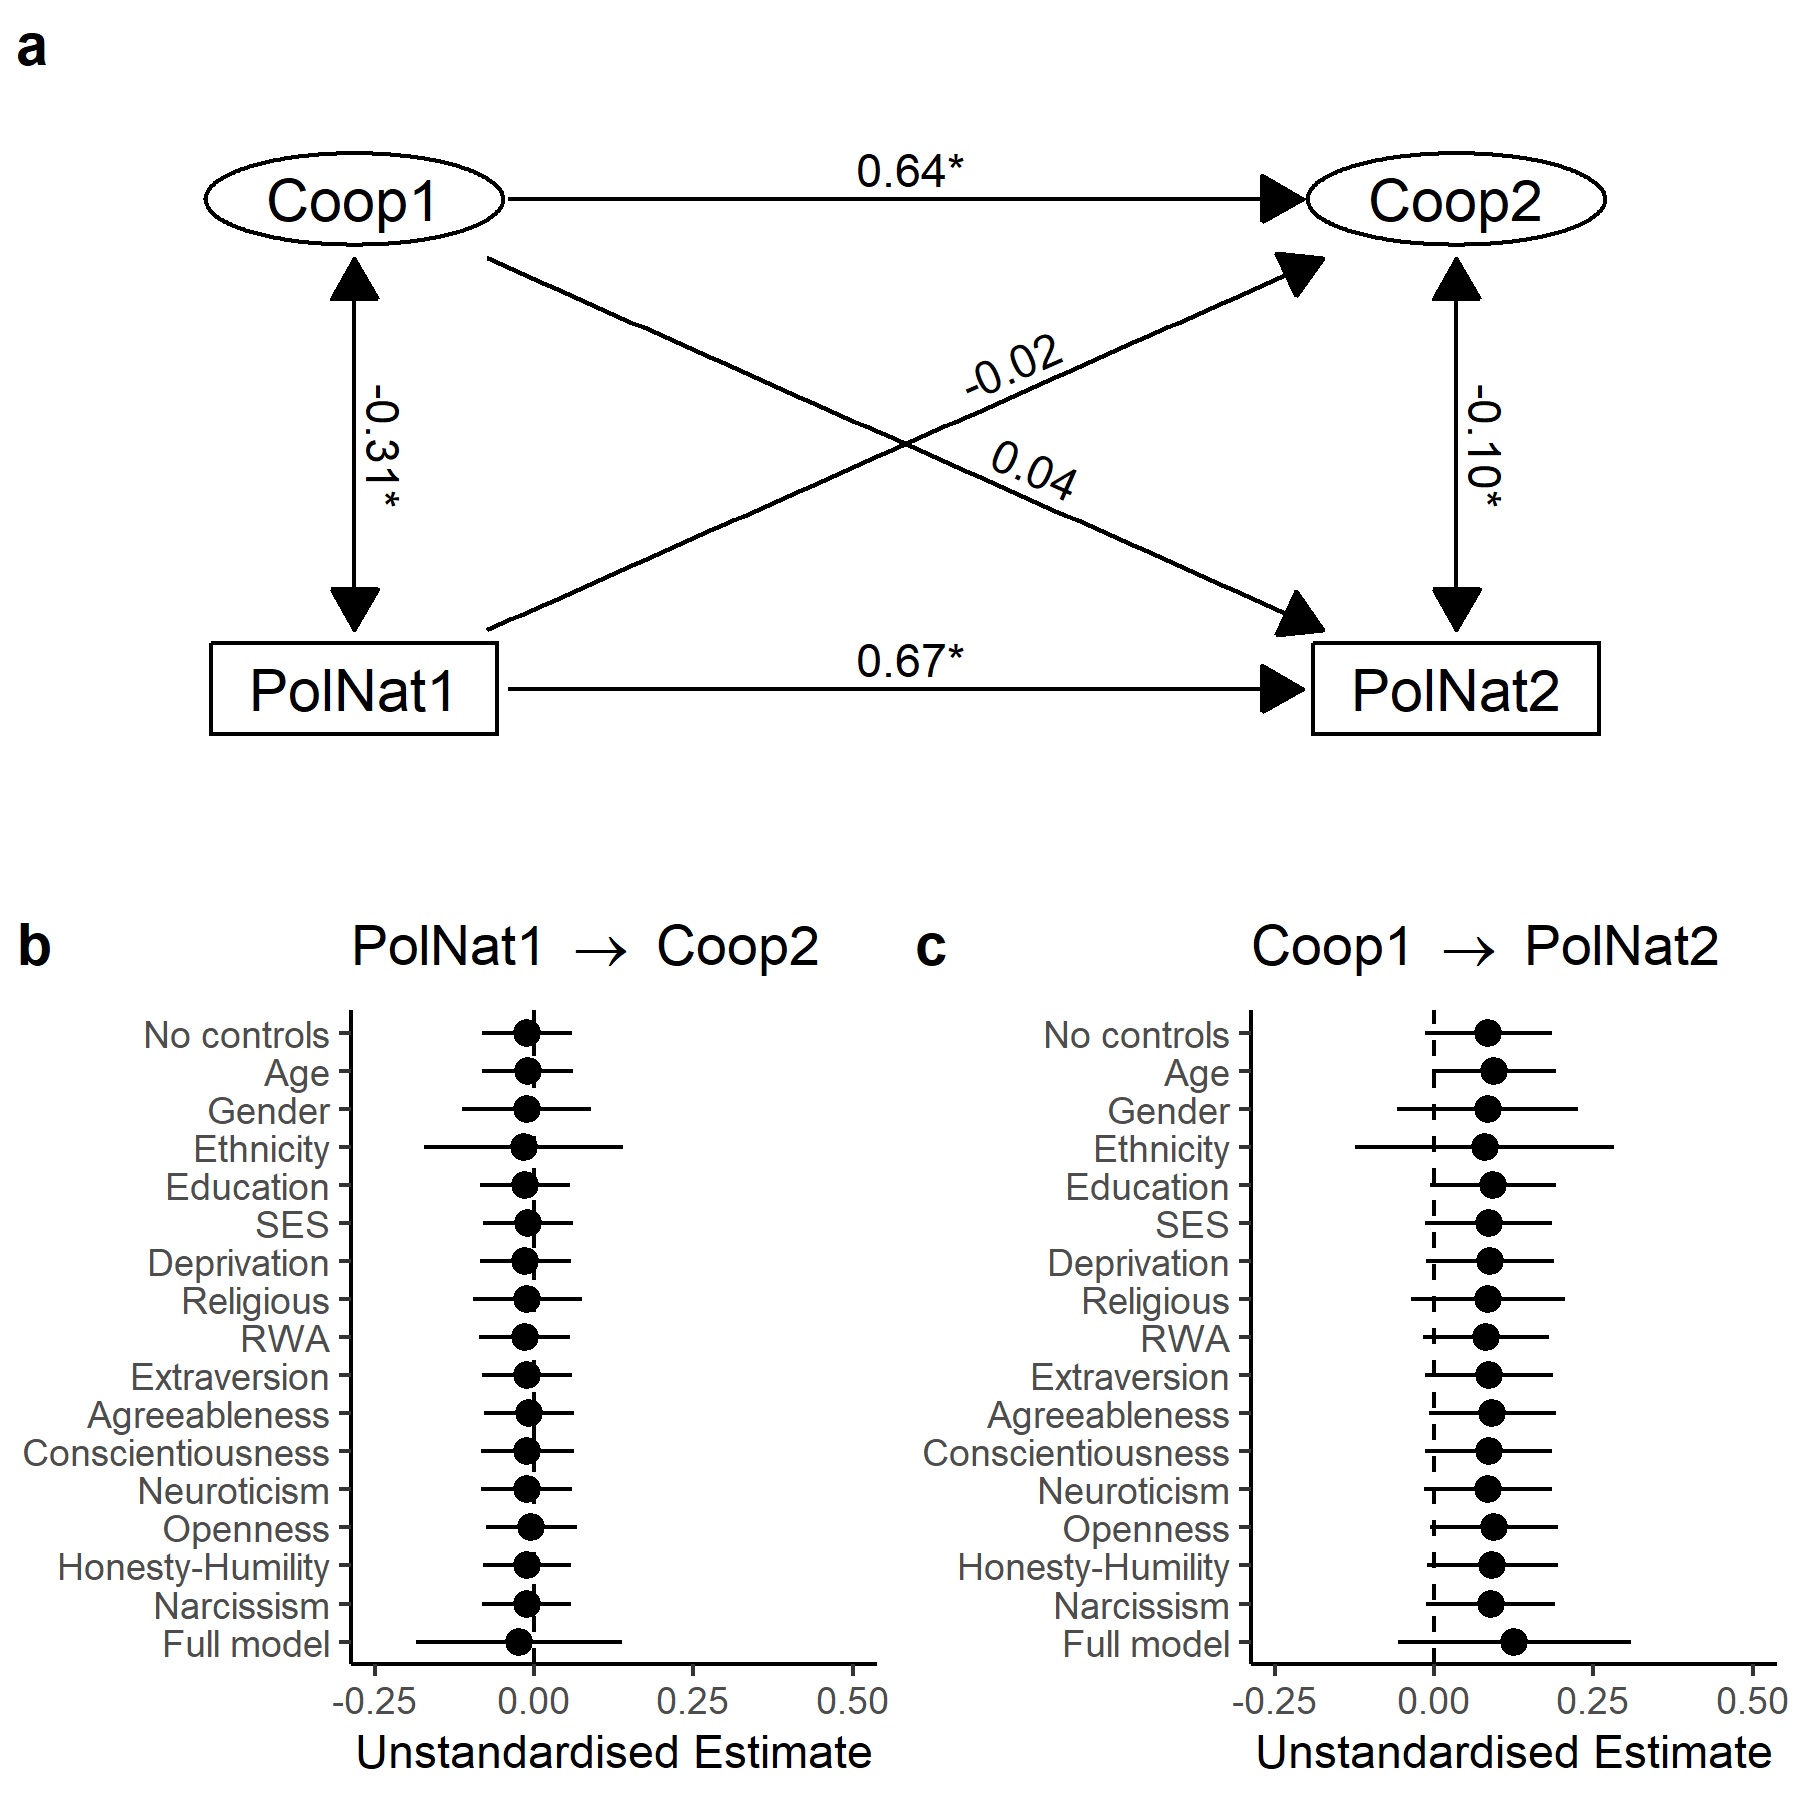 a
Coop1
0.64*
Coop2
-0.31*
-0.02
0.04
-0.10*
PolNat1
0.67*
PolNat2
b
PolNat1 → Coop2
No controls
Age
Gender
Ethnicity
Education
SES
Deprivation
Religious
RWA
Extraversion
Agreeableness
Conscientiousness
Neuroticism
Openness
Honesty-Humility
Narcissism
Full model
-0.25 0.00 0.25 0.50
Unstandardised Estimate
c
Coop1 → PolNat2
No controls
Age
Gender
Ethnicity
Education
SES
Deprivation
Religious
RWA
Extraversion
Agreeableness
Conscientiousness
Neuroticism
Openness
Honesty-Humility
Narcissism
Full model
-0.25 0.00 0.25 0.50
Unstandardised Estimate